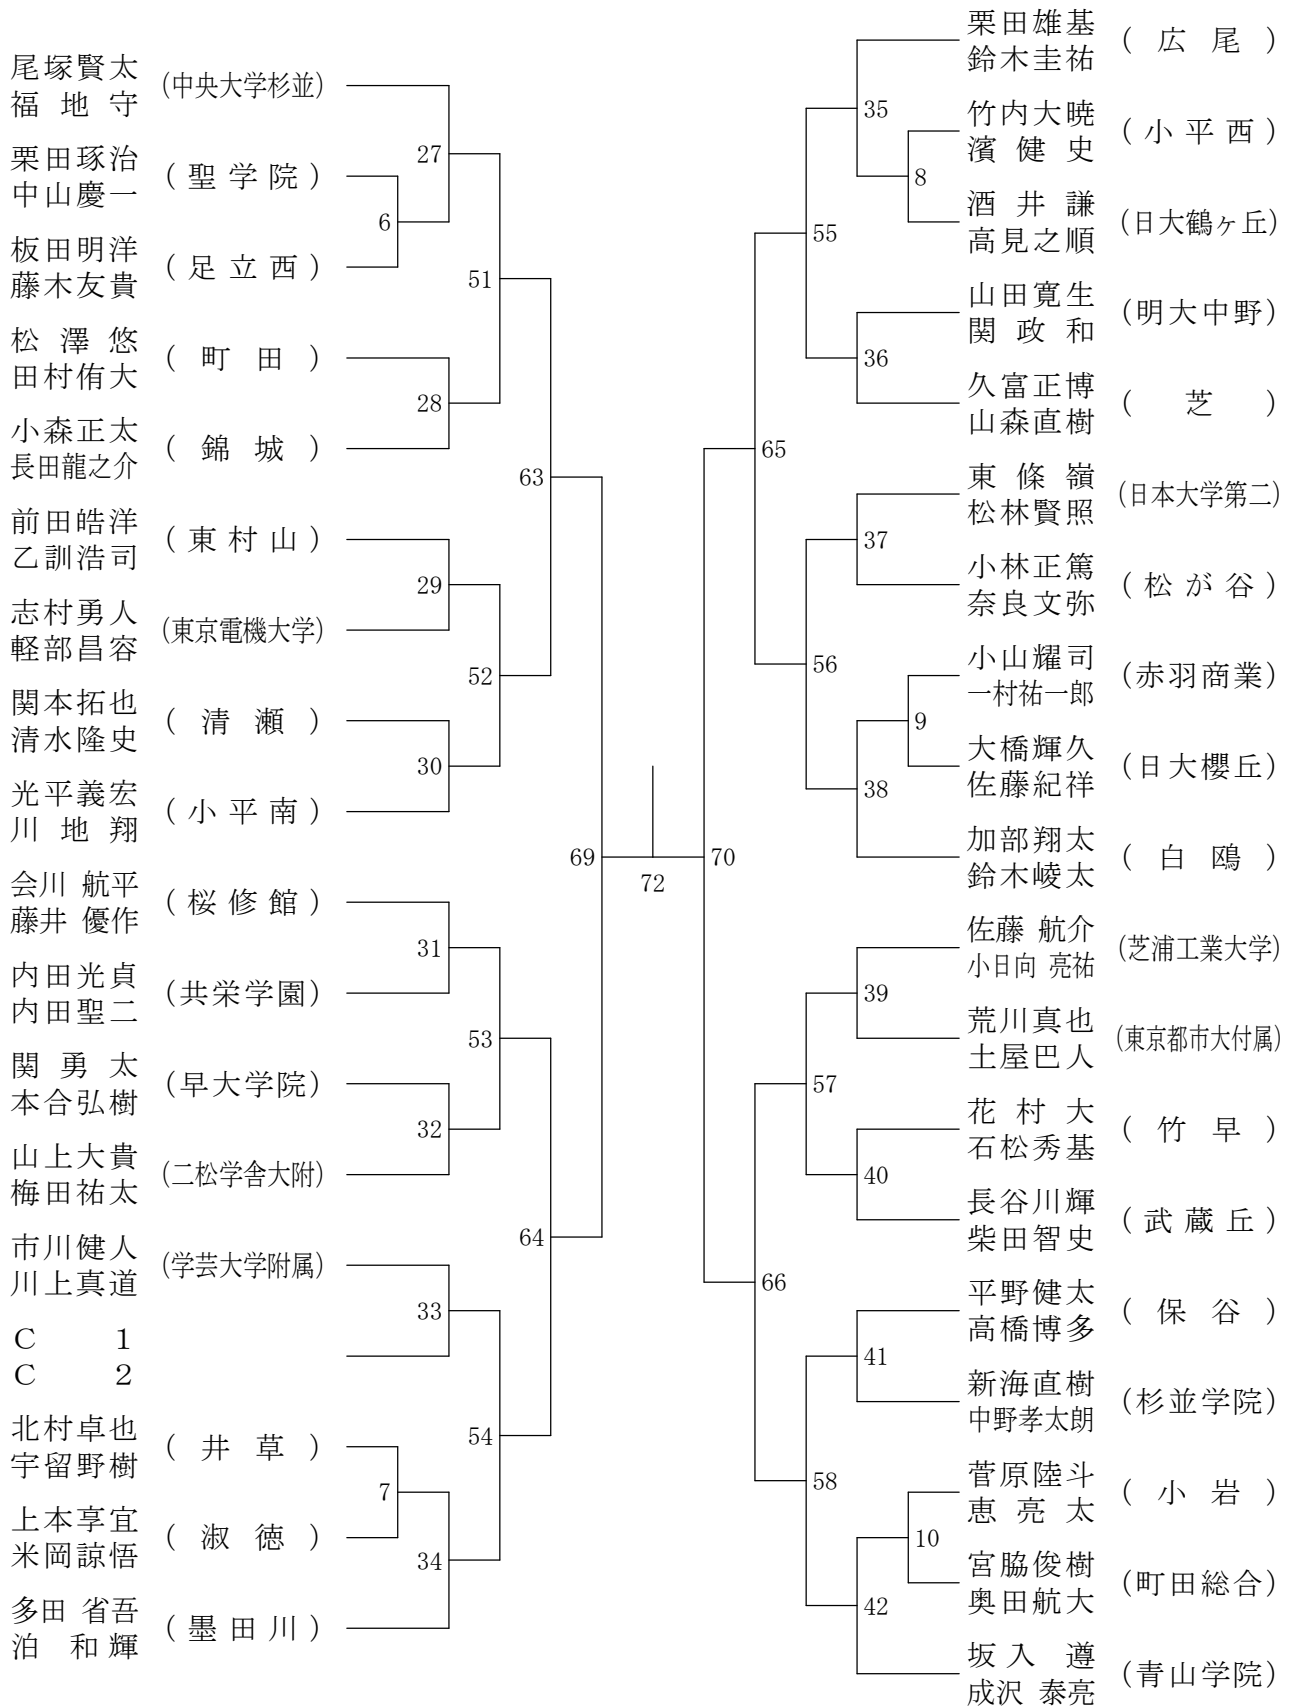 尾塚賢太
福地守
(中央大学杉並)
栗田琢治
中山慶一
(聖学院)
板田明洋
藤木友貴
(足立西)
松澤悠
田村侑大
(町田)
小森正太
長田龍之介
(錦城)
前田皓洋
乙訓浩司
(東村山)
志村勇人
軽部昌容
(東京電機大学)
関本拓也
清水隆史
(清瀬)
光平義宏
川地翔
(小平南)
会川 航平
藤井 優作
(桜修館)
内田光貞
内田聖二
(共栄学園)
関勇太
本合弘樹
(早大学院)
山上大貴
梅田祐太
(二松学舎大附)
市川健人
川上真道
(学芸大学附属)
C 1
C 2
北村卓也
宇留野樹
(井草)
上本享宜
米岡諒悟
(淑徳)
多田 省吾
泊 和輝
(墨田川)
6
7
27
28
29
30
31
32
33
34
51
52
53
54
63
64
69
72
70
65
66
55
56
57
58
35
36
37
38
39
40
41
42
8
9
10
栗田雄基
鈴木圭祐
(広尾)
竹内大暁
濱健史
(小平西)
酒井謙
高見之順
(日大鶴ヶ丘)
山田寛生
関政和
(明大中野)
久富正博
山森直樹
(芝)
東條嶺
松林賢照
(日本大学第二)
小林正篤
奈良文弥
(松が谷)
小山耀司
一村祐一郎
(赤羽商業)
大橋輝久
佐藤紀祥
(日大櫻丘)
加部翔太
鈴木崚太
(白鴎)
佐藤 航介
小日向 亮祐
(芝浦工業大学)
荒川真也
土屋巴人
(東京都市大付属)
花村大
石松秀基
(竹早)
長谷川輝
柴田智史
(武蔵丘)
平野健太
高橋博多
(保谷)
新海直樹
中野孝太朗
(杉並学院)
菅原陸斗
恵亮太
(小岩)
宮脇俊樹
奥田航大
(町田総合)
坂入遵
成沢 泰亮
(青山学院)